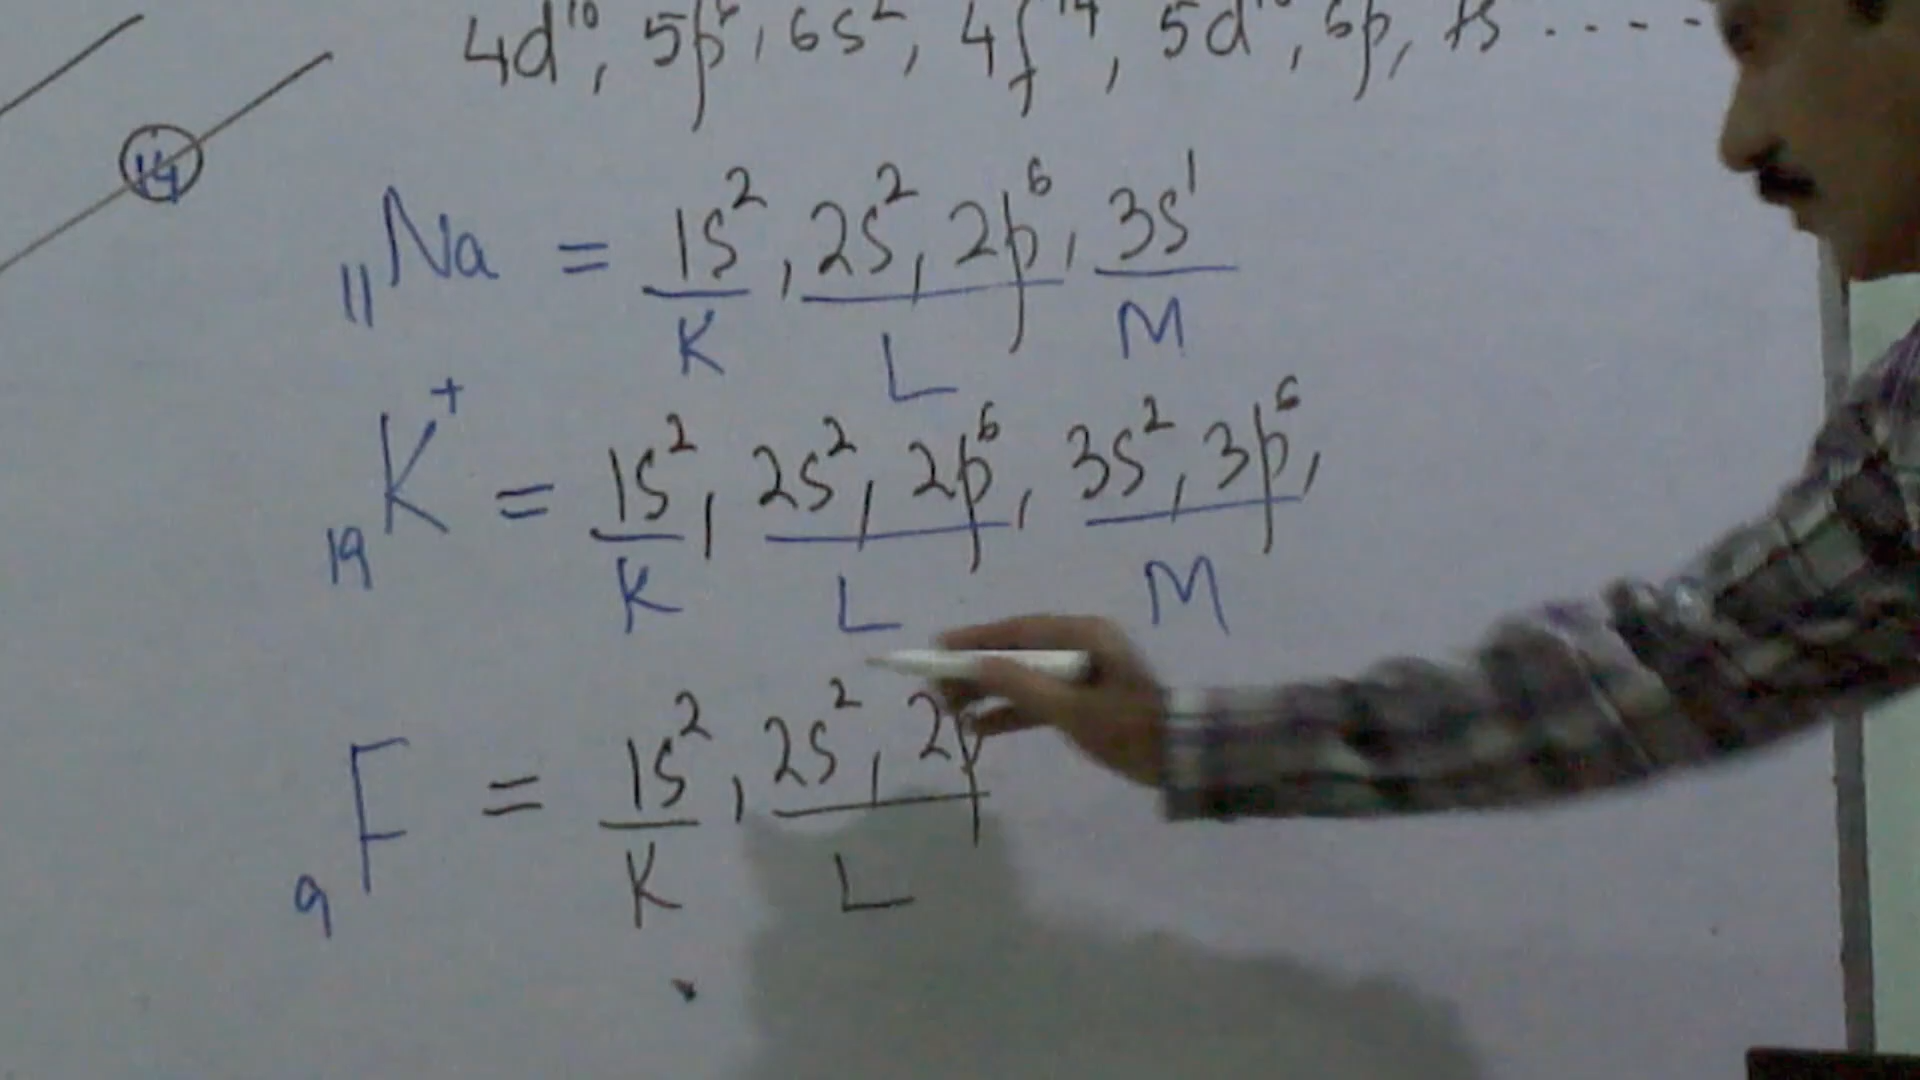 4d¹⁰, 5p⁶, 6s², 4f¹⁴, 5d¹⁰, 6p, 7s .....
14
₁₁Na = 1s², 2s², 2p⁶, 3s¹
K L M
₁₉K⁺ = 1s², 2s², 2p⁶, 3s², 3p⁶,
K L M
₉F = 1s², 2s², 2p
K L